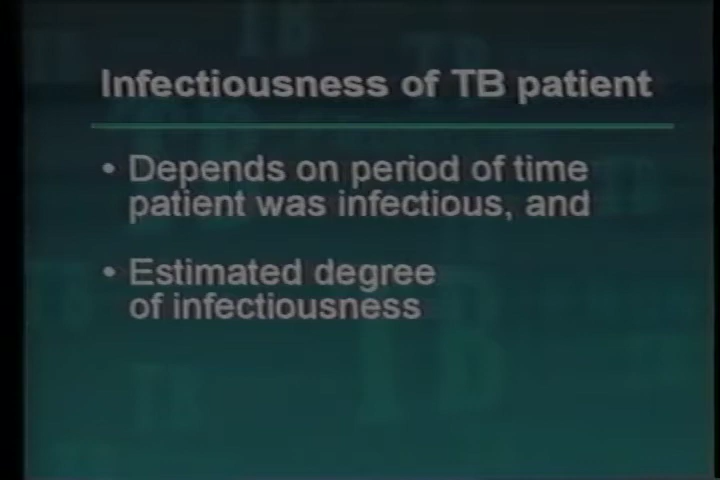 Infectiousness of TB patient
• Depends on period of time
patient was infectious, and
• Estimated degree
of infectiousness